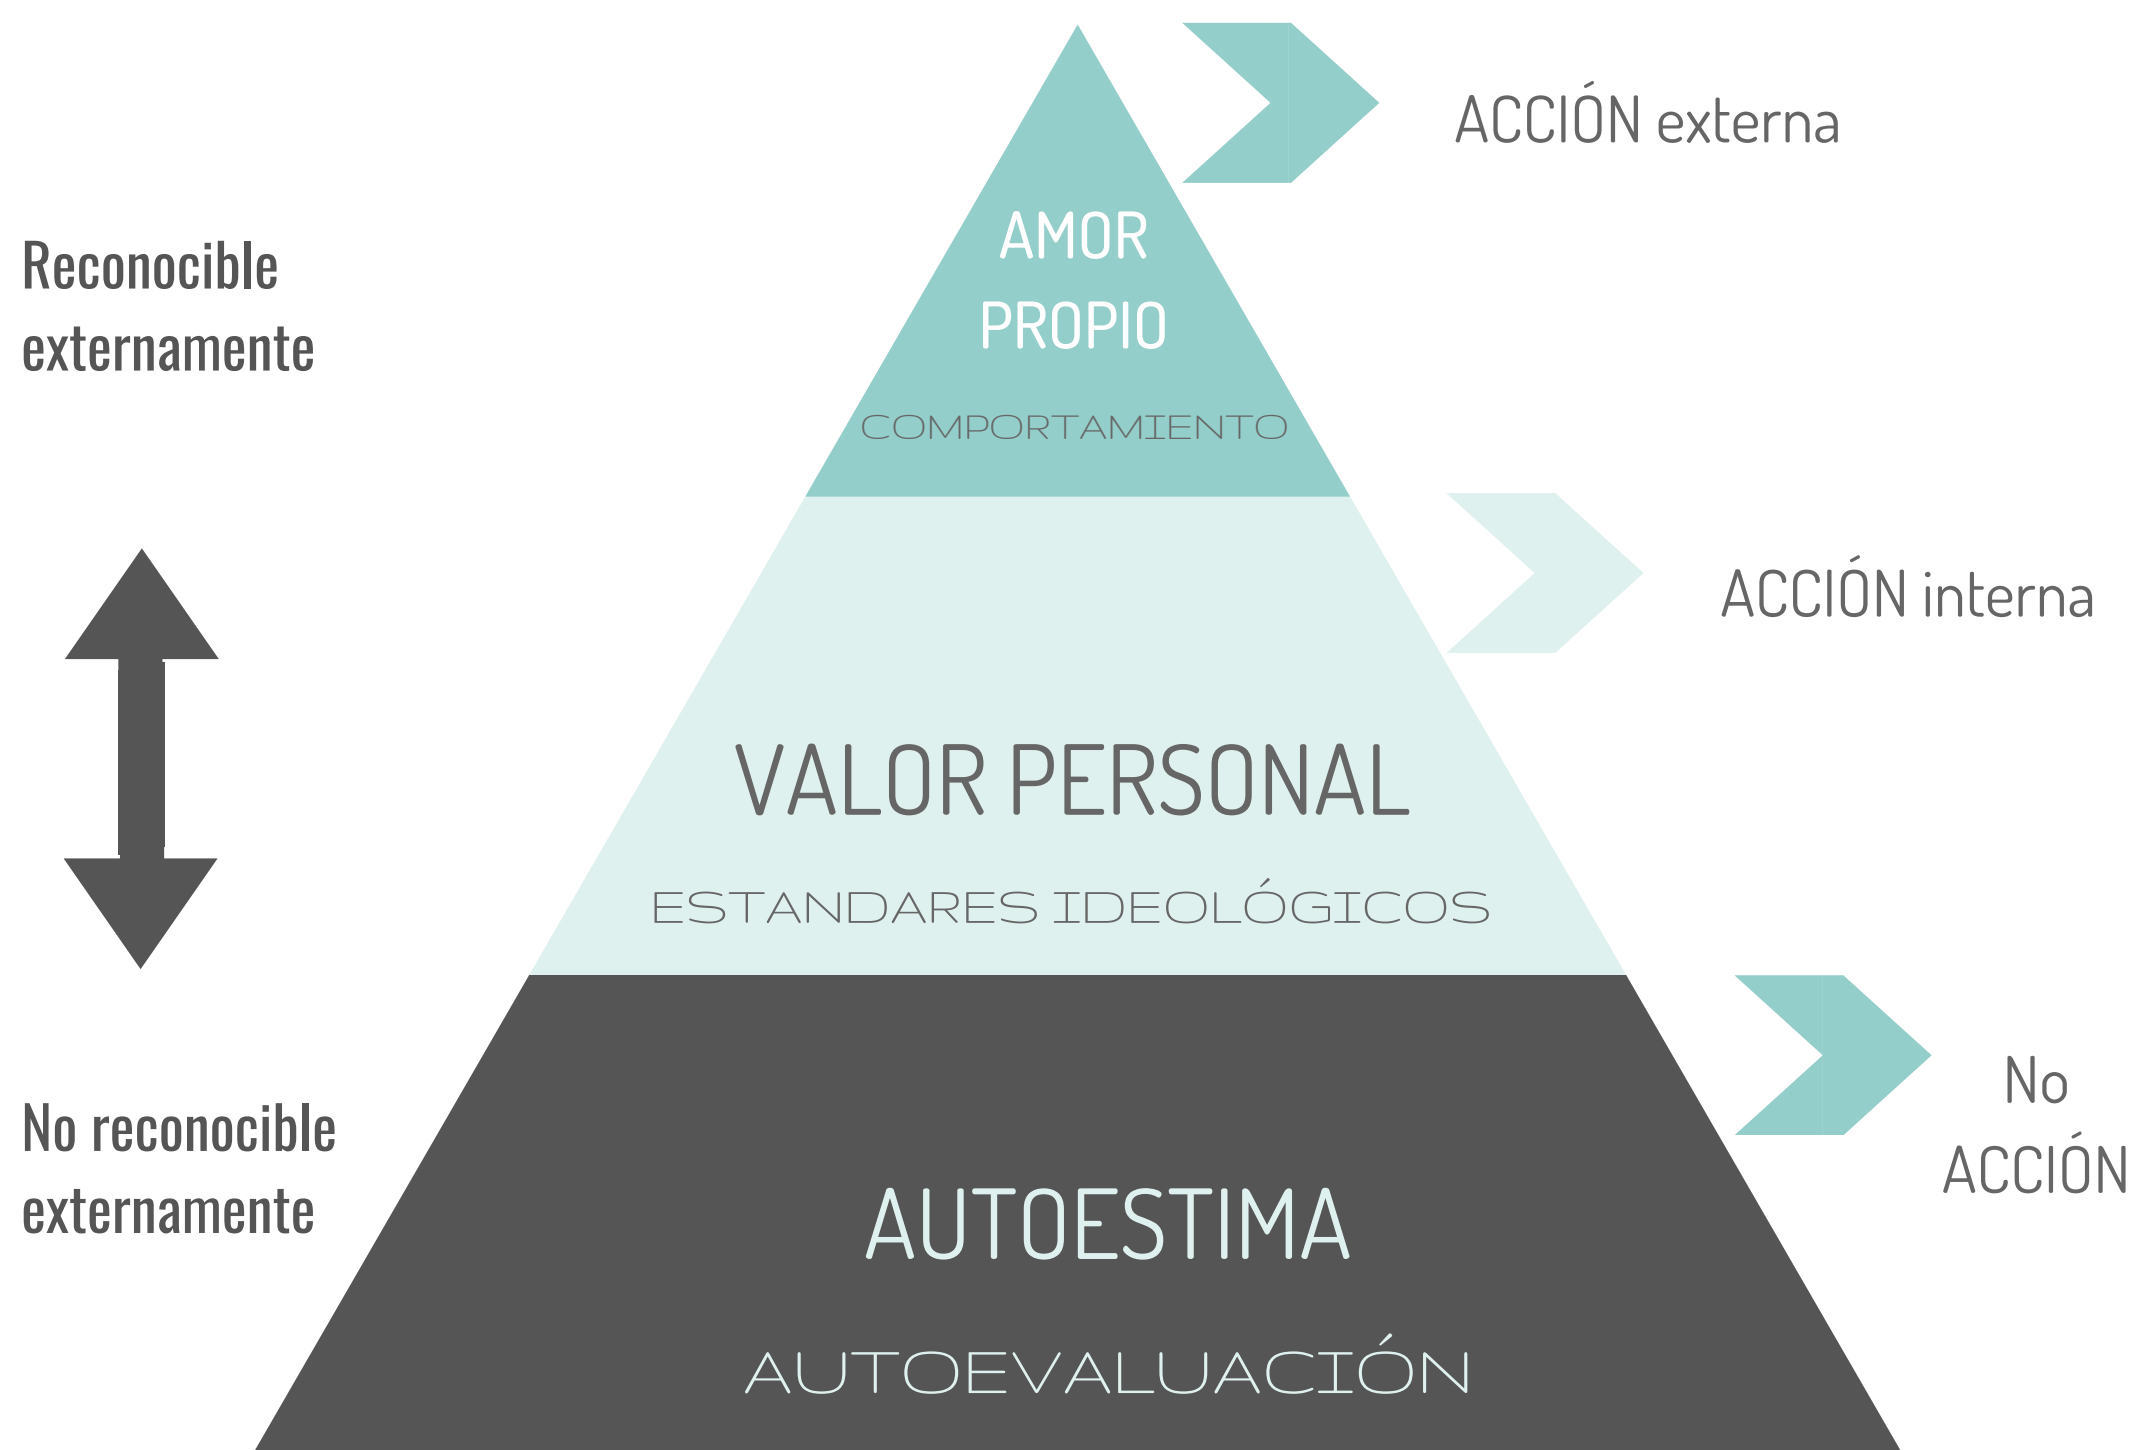 ACCIÓN externa
AMOR
PROPIO
COMPORTAMIENTO
Reconocible
externamente
ACCIÓN interna
VALOR PERSONAL
ESTANDARES IDEOLÓGICOS
No
ACCIÓN
No reconocible
externamente
AUTOESTIMA
AUTOEVALUACIÓN